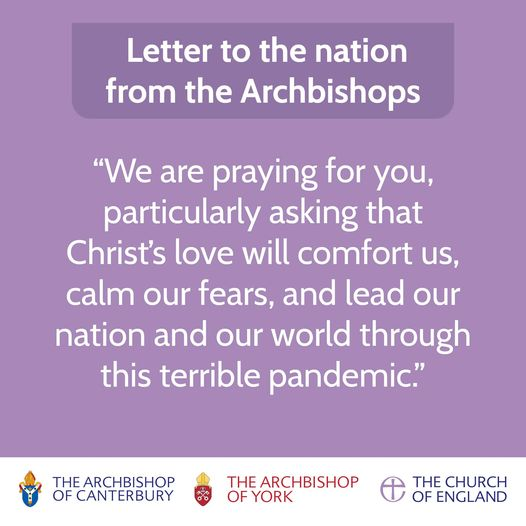 Letter to the nation
from the Archbishops
“We are praying for you,
particularly asking that
Christ’s love will comfort us,
calm our fears, and lead our
nation and our world through
this terrible pandemic.”
THE ARCHBISHOP
OF CANTERBURY
THE ARCHBISHOP
OF YORK
THE CHURCH
OF ENGLAND